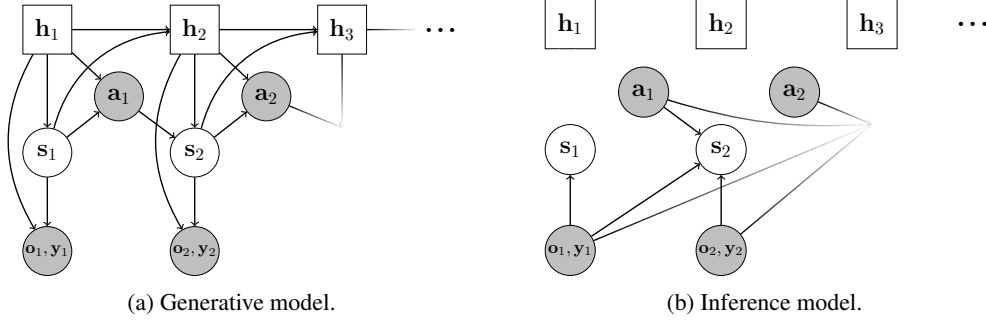 h₁ h₂ h₃ ...
a₁ a₂
s₁ s₂
o₁, y₁ o₂, y₂
(a) Generative model.
h₁ h₂ h₃ ...
a₁ a₂
s₁ s₂
o₁, y₁ o₂, y₂
(b) Inference model.